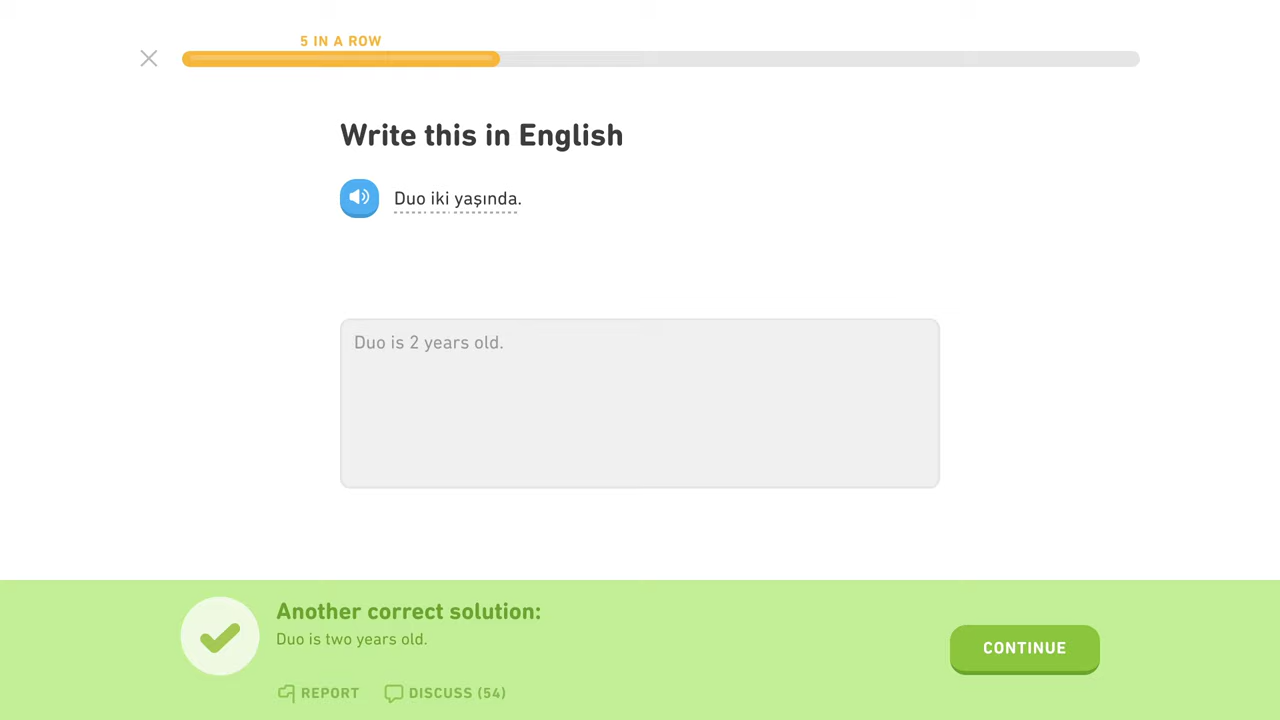 5 IN A ROW
Write this in English
Duo iki yaşında.
Duo is 2 years old.
Another correct solution:
Duo is two years old.
CONTINUE
REPORT
DISCUSS (54)